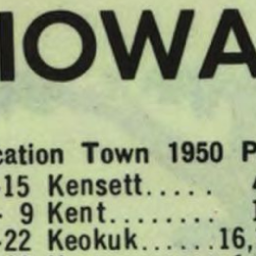 IOWA
cation Town 1950 P
-15 Kensett.....
- 9 Kent........
-22 Keokuk......16,